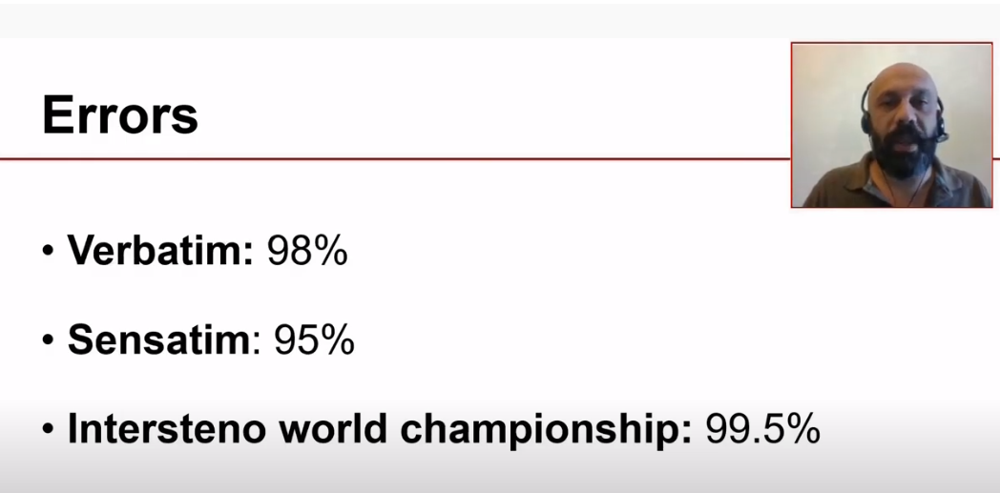 Errors
• Verbatim: 98%
• Sensatim: 95%
• Intersteno world championship: 99.5%